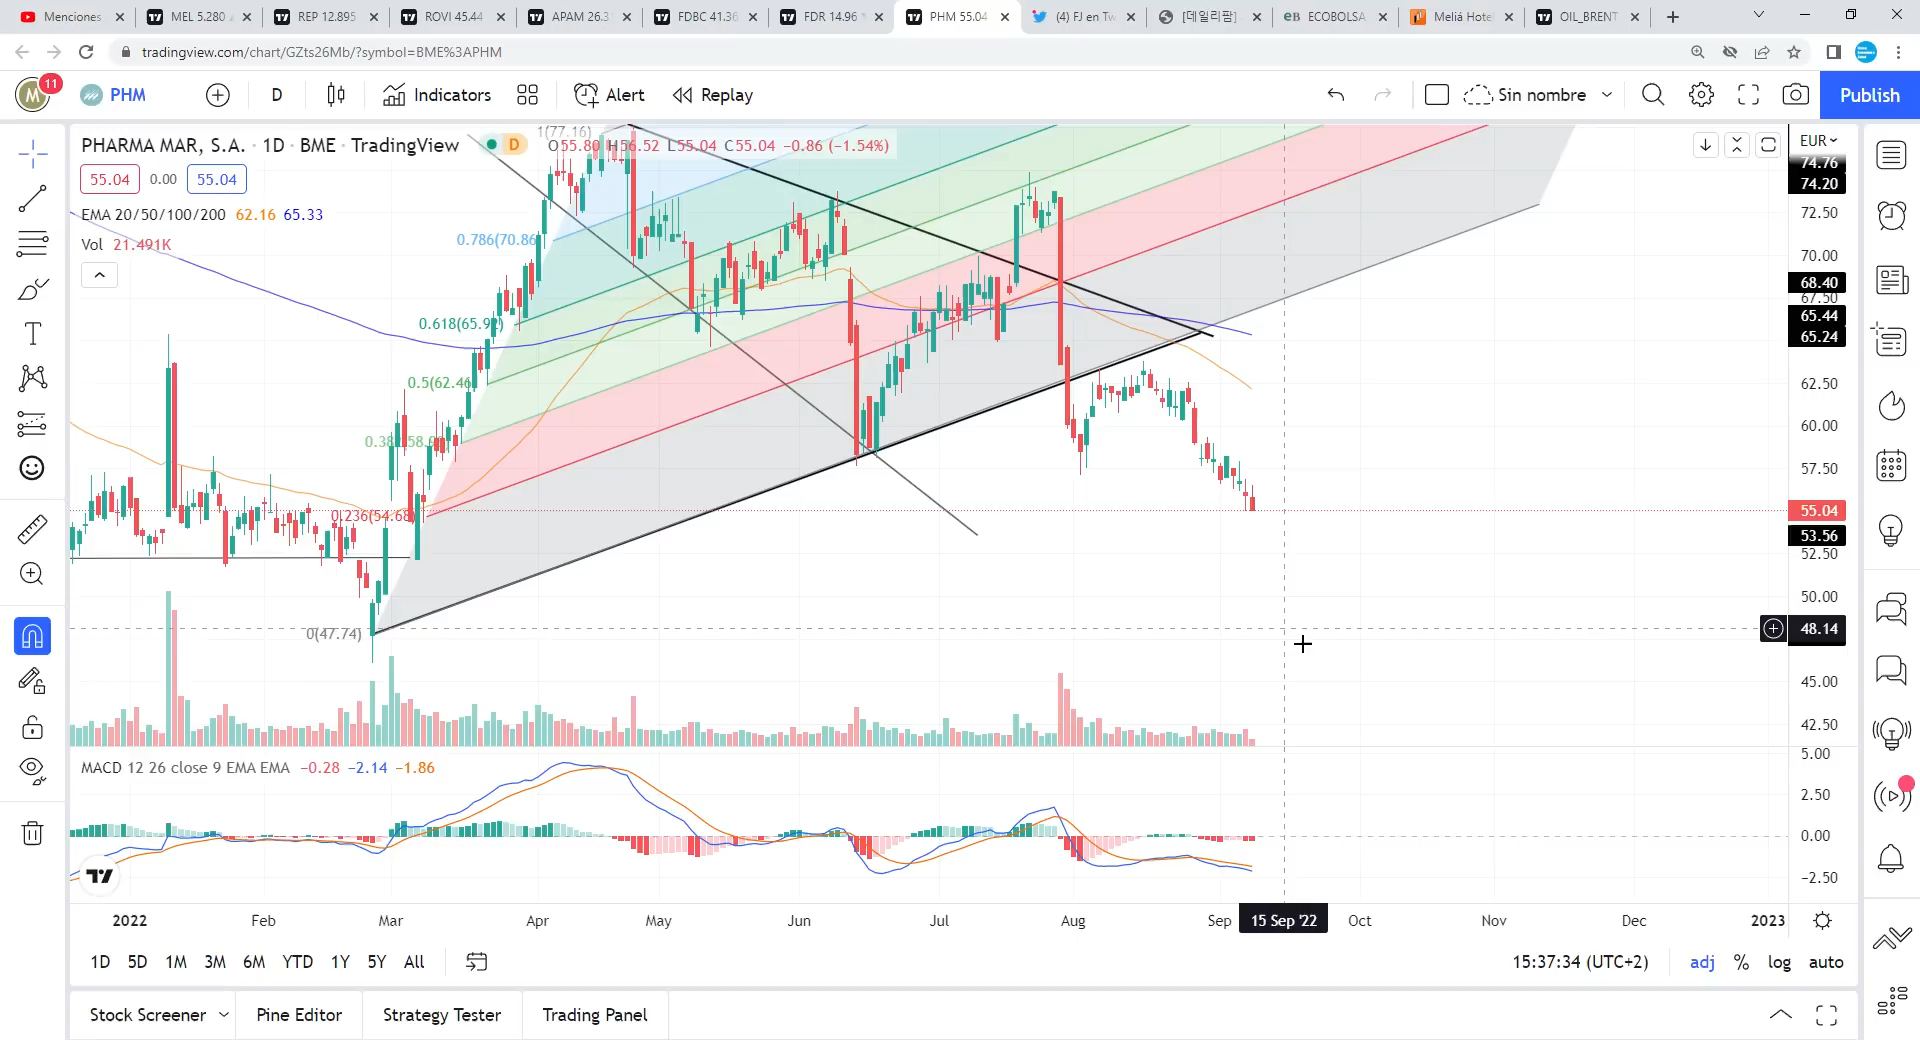 Menciones
MEL 5.280
REP 12.895
ROVI 45.44
APAM 26.3
FDBC 41.36
FDR 14.96
PHM 55.04
(4) FJ en Tw
[데일리팜]
ECOBOLSA
Meliá Hote
OIL_BRENT
tradingview.com/chart/GZts26Mb/?symbol=BME%3APHM
M
11
PHM
D
Indicators
Alert
Replay
Sin nombre
Publish
PHARMA MAR, S.A. · 1D · BME · TradingView
D
O55.80 H56.52 L55.04 C55.04 −0.86 (−1.54%)
55.04
0.00
55.04
EMA 20/50/100/200 62.16 65.33
Vol 21.491K
1(77.16)
0.786(70.86)
0.618(65.92)
0.5(62.46)
0.236(54.68)
0(47.74)
EUR
74.76
74.20
72.50
70.00
68.40
67.50
65.44
65.24
62.50
60.00
57.50
55.04
53.56
52.50
50.00
48.14
45.00
42.50
MACD 12 26 close 9 EMA EMA −0.28 −2.14 −1.86
5.00
2.50
0.00
−2.50
2022
Feb
Mar
Apr
May
Jun
Jul
Aug
Sep
15 Sep '22
Oct
Nov
Dec
2023
1D
5D
1M
3M
6M
YTD
1Y
5Y
All
15:37:34 (UTC+2)
adj
%
log
auto
Stock Screener
Pine Editor
Strategy Tester
Trading Panel